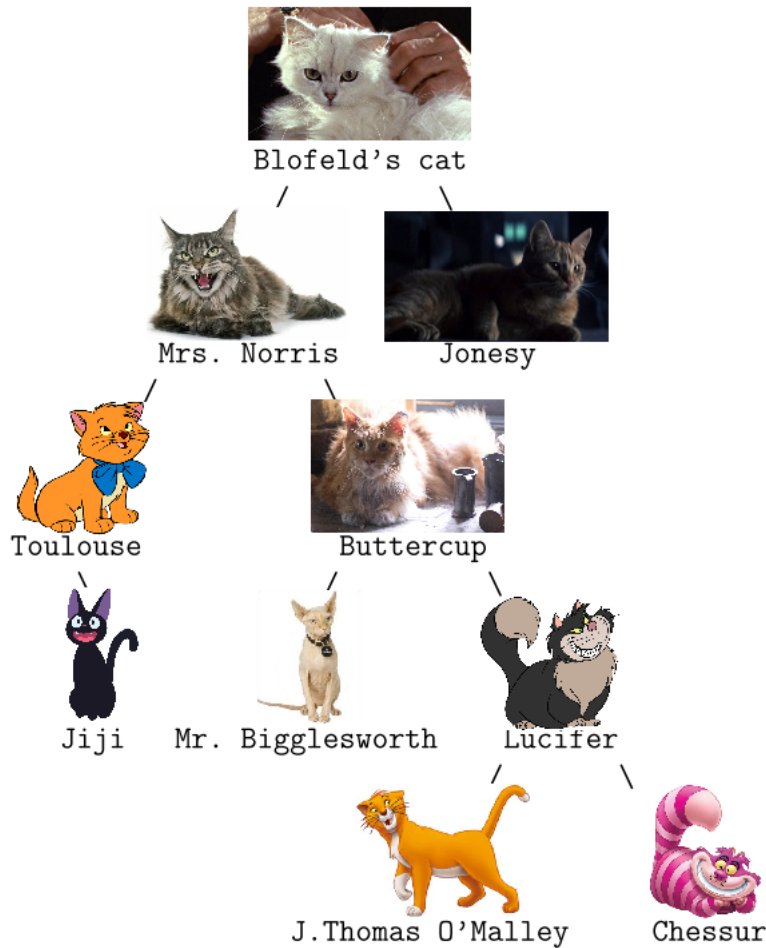 Blofeld's cat
Mrs. Norris
Jonesy
Toulouse
Buttercup
Jiji
Mr. Bigglesworth
Lucifer
J.Thomas O'Malley
Chessur